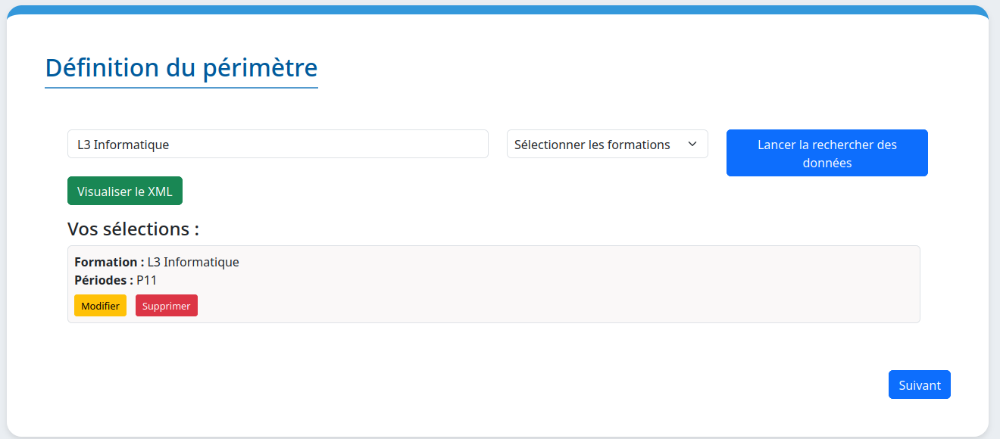 Définition du périmètre
L3 Informatique
Sélectionner les formations
Lancer la rechercher des
données
Visualiser le XML
Vos sélections :
Formation : L3 Informatique
Périodes : P11
Modifier
Supprimer
Suivant